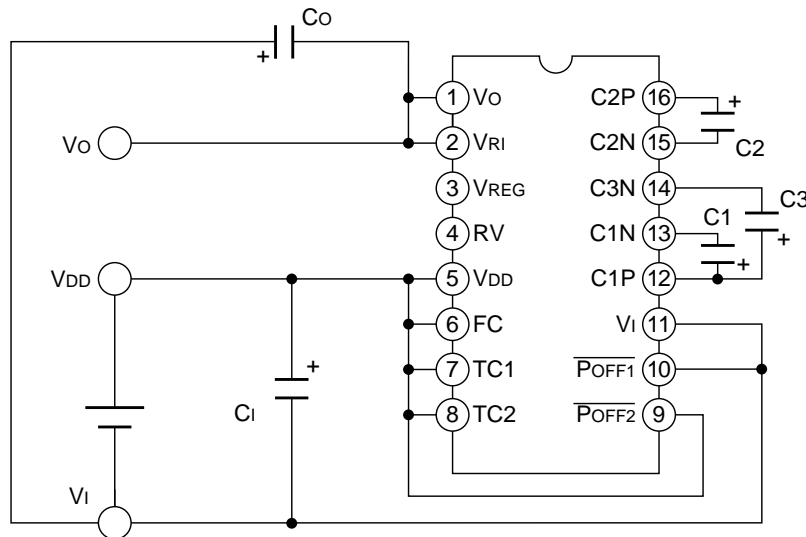 CO
+
1 VO C2P 16 +
VO 2 VRI C2N 15 C2
3 VREG C3N 14 C3
4 RV C1N 13 C1 +
VDD 5 VDD C1P 12 +
6 FC VI 11
+ 7 TC1 POFF1 10
CI 8 TC2 POFF2 9
VI